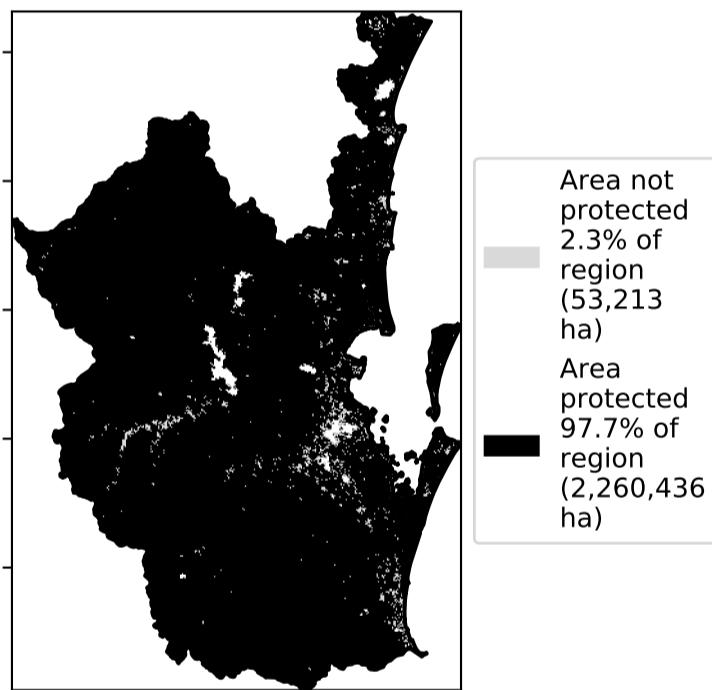 Area not
protected
2.3% of
region
(53,213
ha)
Area
protected
97.7% of
region
(2,260,436
ha)